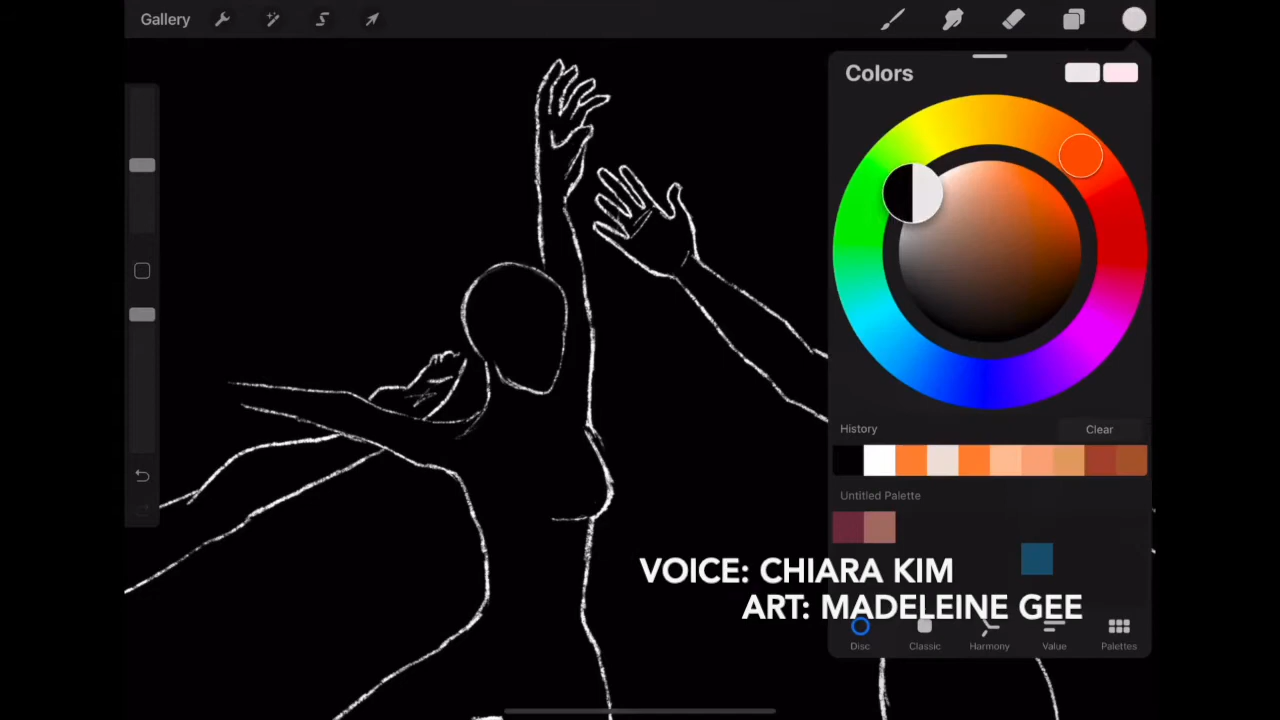 Gallery
Colors
History
Clear
Untitled Palette
VOICE: CHIARA KIM
ART: MADELEINE GEE
Disc
Classic
Harmony
Value
Palettes